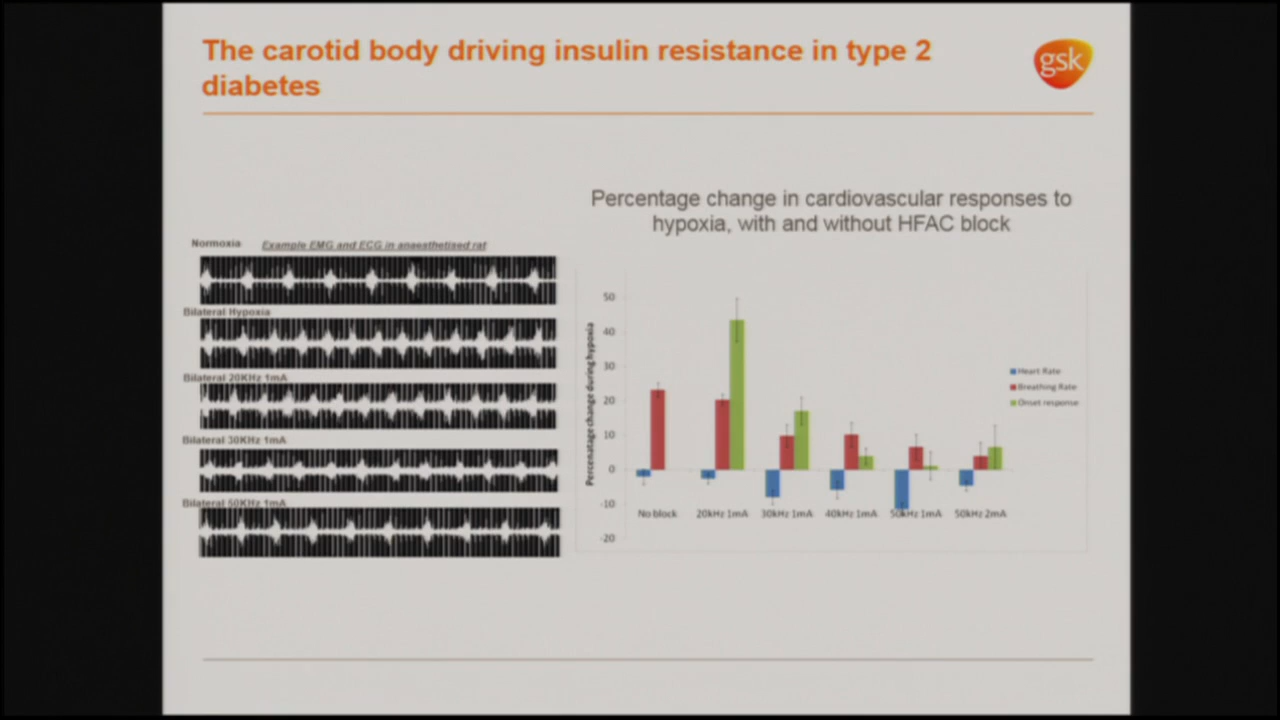 The carotid body driving insulin resistance in type 2
diabetes
gsk
Percentage change in cardiovascular responses to
hypoxia, with and without HFAC block
Normoxia
Example EMG and ECG in anaesthetised rat
Bilateral Hypoxia
Bilateral 20KHz 1mA
Bilateral 30KHz 1mA
Bilateral 50KHz 1mA
Percenatage change during hypoxia
50
40
30
20
10
0
-10
-20
No block
20kHz 1mA
30kHz 1mA
40kHz 1mA
50kHz 1mA
50kHz 2mA
Heart Rate
Breathing Rate
Onset response